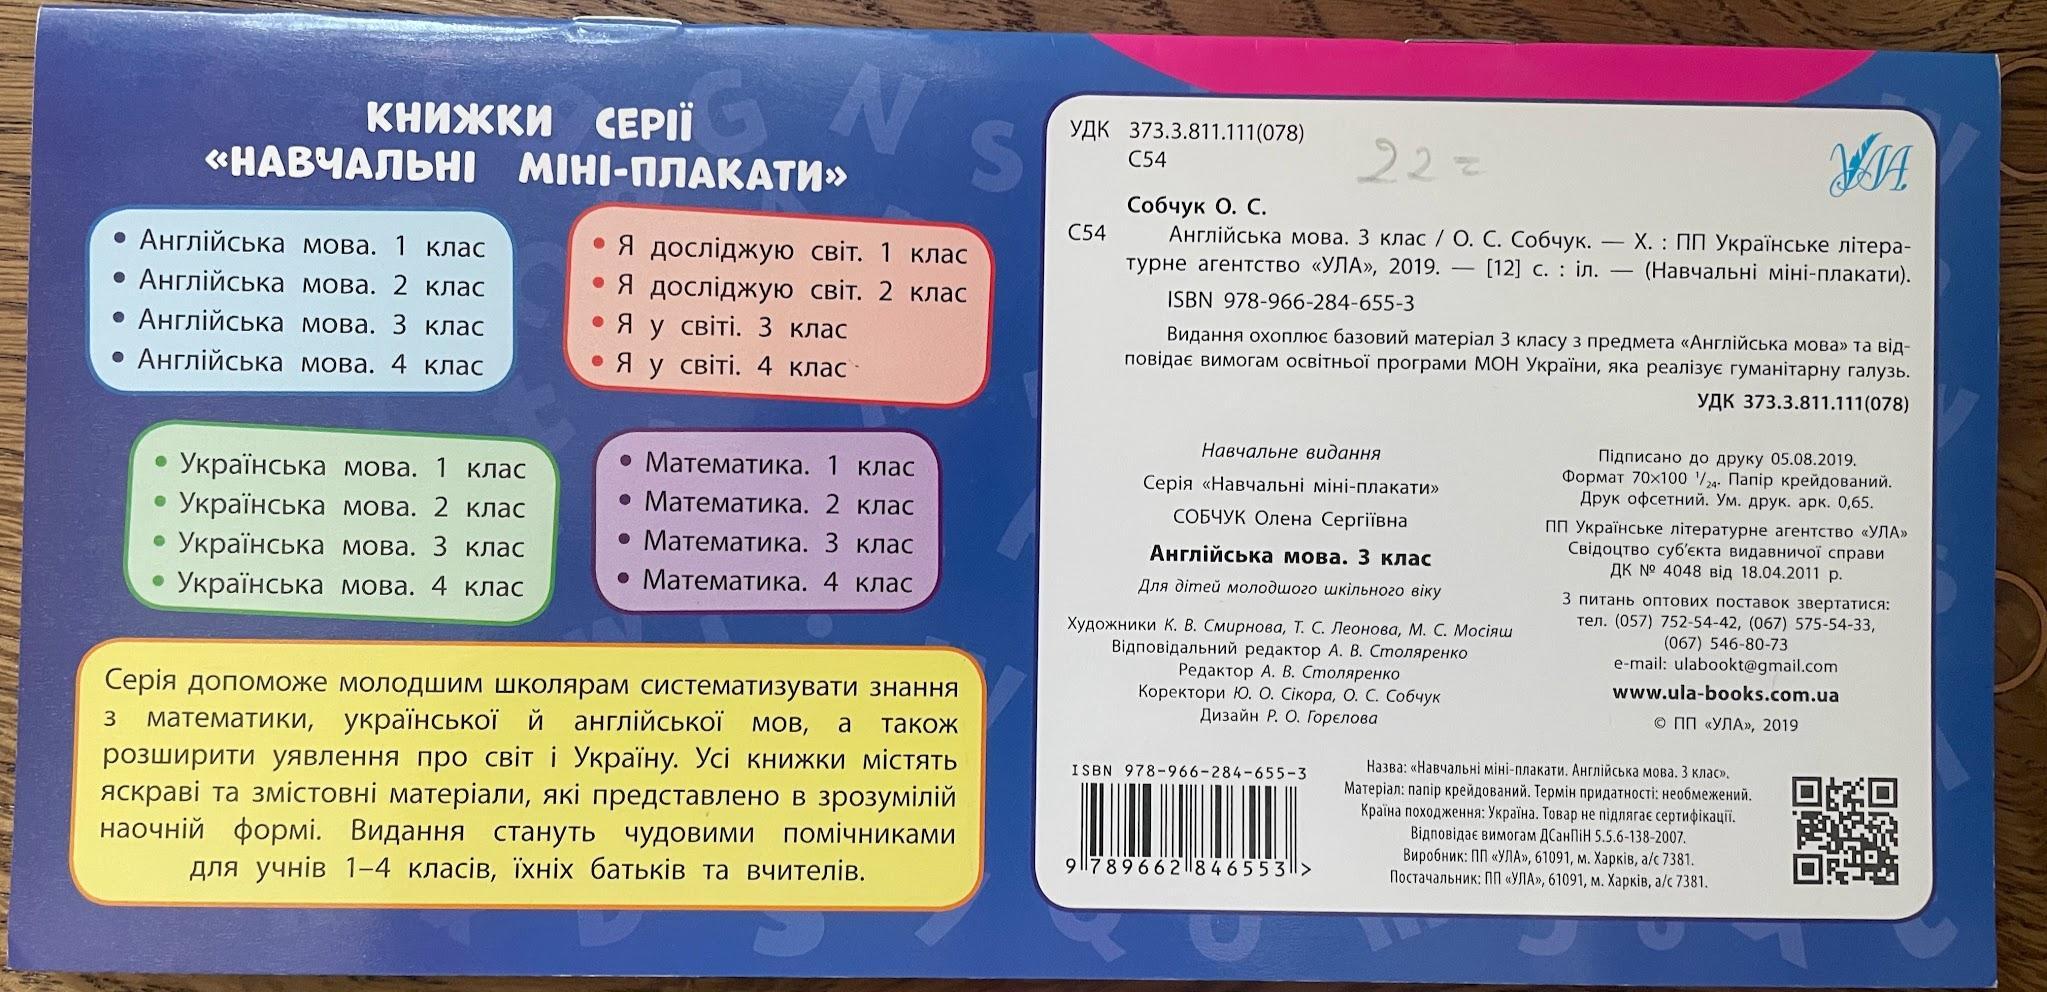 КНИЖКИ СЕРІЇ
«НАВЧАЛЬНІ МІНІ-ПЛАКАТИ»
• Англійська мова. 1 клас
• Англійська мова. 2 клас
• Англійська мова. 3 клас
• Англійська мова. 4 клас
• Я досліджую світ. 1 клас
• Я досліджую світ. 2 клас
• Я у світі. 3 клас
• Я у світі. 4 клас
• Українська мова. 1 клас
• Українська мова. 2 клас
• Українська мова. 3 клас
• Українська мова. 4 клас
• Математика. 1 клас
• Математика. 2 клас
• Математика. 3 клас
• Математика. 4 клас
Серія допоможе молодшим школярам систематизувати знання
з математики, української й англійської мов, а також
розширити уявлення про світ і Україну. Усі книжки містять
яскраві та змістовні матеріали, які представлено в зрозумілій
наочній формі. Видання стануть чудовими помічниками
для учнів 1–4 класів, їхніх батьків та вчителів.
УДК 373.3.811.111(078)
С54
22=
УЛА
Собчук О. С.
С54 Англійська мова. 3 клас / О. С. Собчук. — Х. : ПП Українське літера-
турне агентство «УЛА», 2019. — [12] с. : іл. — (Навчальні міні-плакати).
ISBN 978-966-284-655-3
Видання охоплює базовий матеріал 3 класу з предмета «Англійська мова» та від-
повідає вимогам освітньої програми МОН України, яка реалізує гуманітарну галузь.
УДК 373.3.811.111(078)
Навчальне видання
Серія «Навчальні міні-плакати»
СОБЧУК Олена Сергіївна
Англійська мова. 3 клас
Для дітей молодшого шкільного віку
Художники К. В. Смирнова, Т. С. Леонова, М. С. Мосіяш
Відповідальний редактор А. В. Столяренко
Редактор А. В. Столяренко
Коректори Ю. О. Сікора, О. С. Собчук
Дизайн Р. О. Горєлова
Підписано до друку 05.08.2019.
Формат 70×100 1/24. Папір крейдований.
Друк офсетний. Ум. друк. арк. 0,65.
ПП Українське літературне агентство «УЛА»
Свідоцтво суб’єкта видавничої справи
ДК № 4048 від 18.04.2011 р.
З питань оптових поставок звертатися:
тел. (057) 752-54-42, (067) 575-54-33,
(067) 546-80-73
e-mail: ulabookt@gmail.com
www.ula-books.com.ua
© ПП «УЛА», 2019
ISBN 978-966-284-655-3
9 789662 846553 >
Назва: «Навчальні міні-плакати. Англійська мова. 3 клас».
Матеріал: папір крейдований. Термін придатності: необмежений.
Країна походження: Україна. Товар не підлягає сертифікації.
Відповідає вимогам ДСанПіН 5.5.6-138-2007.
Виробник: ПП «УЛА», 61091, м. Харків, а/с 7381.
Постачальник: ПП «УЛА», 61091, м. Харків, а/с 7381.